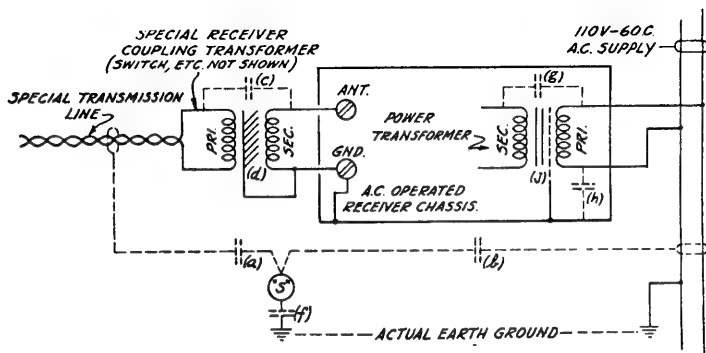 SPECIAL RECEIVER
COUPLING TRANSFORMER
(SWITCH, ETC. NOT SHOWN)
SPECIAL TRANSMISSION
LINE
(c)
PRI.
SEC.
(d)
ANT.
GND.
POWER
TRANSFORMER
A.C. OPERATED
RECEIVER CHASSIS.
(g)
SEC.
PRI.
(J)
(h)
110V-60C.
A.C. SUPPLY
(a)
(b)
"S"
(f)
ACTUAL EARTH GROUND